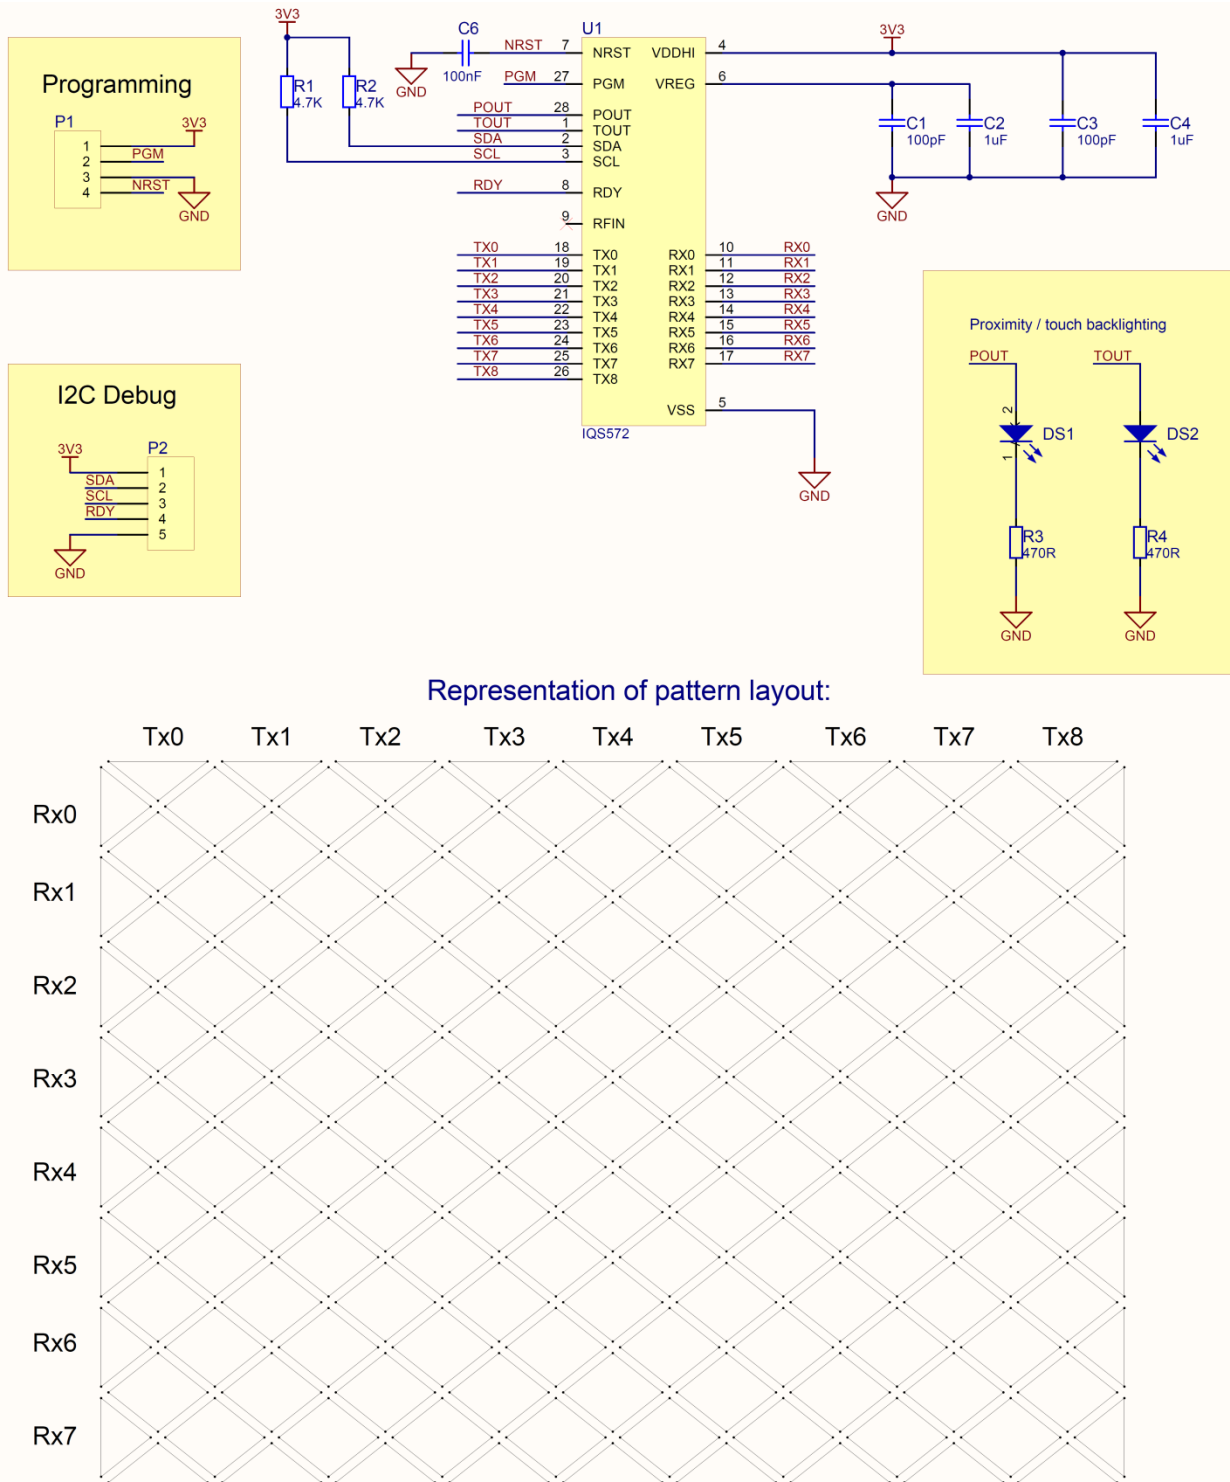 Programming
P1
1
2
3
4
3V3
PGM
NRST
GND
I2C Debug
P2
3V3
SDA
SCL
RDY
1
2
3
4
5
GND
3V3
R1
4.7K
R2
4.7K
C6
100nF
GND
NRST 7 NRST
PGM 27 PGM
POUT 28 POUT
TOUT 1 TOUT
SDA 2 SDA
SCL 3 SCL
RDY 8 RDY
9 RFIN
TX0 18 TX0
TX1 19 TX1
TX2 20 TX2
TX3 21 TX3
TX4 22 TX4
TX5 23 TX5
TX6 24 TX6
TX7 25 TX7
TX8 26 TX8
U1
VDDHI 4
VREG 6
RX0 10 RX0
RX1 11 RX1
RX2 12 RX2
RX3 13 RX3
RX4 14 RX4
RX5 15 RX5
RX6 16 RX6
RX7 17 RX7
VSS 5
IQS572
GND
3V3
C1
100pF
C2
1uF
C3
100pF
C4
1uF
GND
Proximity / touch backlighting
POUT
TOUT
2
1
DS1
DS2
R3
470R
R4
470R
GND
GND
Representation of pattern layout:
Tx0 Tx1 Tx2 Tx3 Tx4 Tx5 Tx6 Tx7 Tx8
Rx0
Rx1
Rx2
Rx3
Rx4
Rx5
Rx6
Rx7